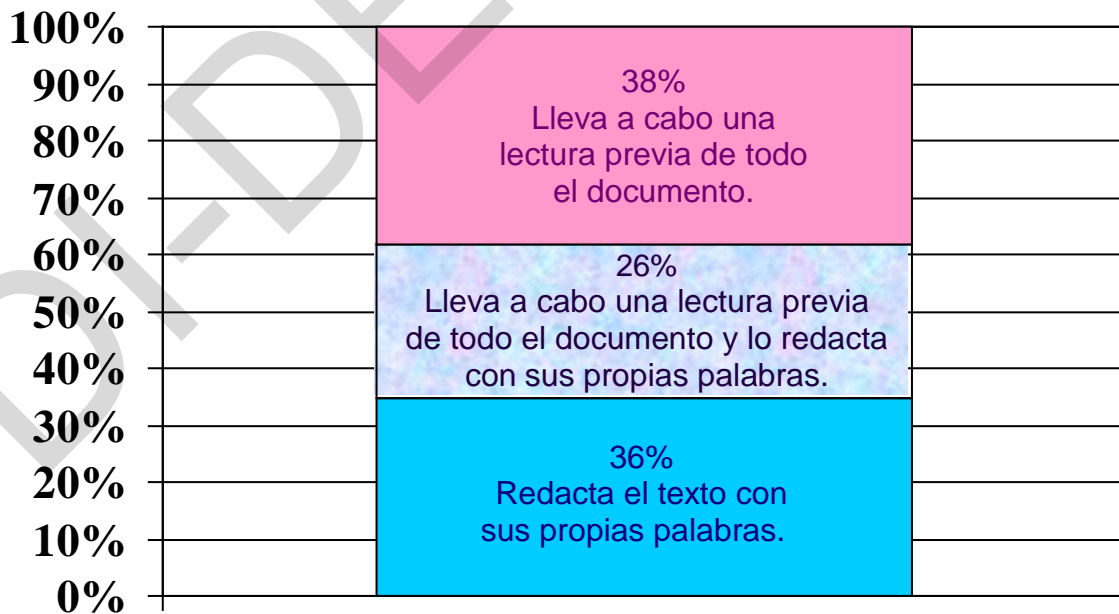 100%
90%
80%
70%
60%
50%
40%
30%
20%
10%
0%
38%
Lleva a cabo una
lectura previa de todo
el documento.
26%
Lleva a cabo una lectura previa
de todo el documento y lo redacta
con sus propias palabras.
36%
Redacta el texto con
sus propias palabras.
DI-DE